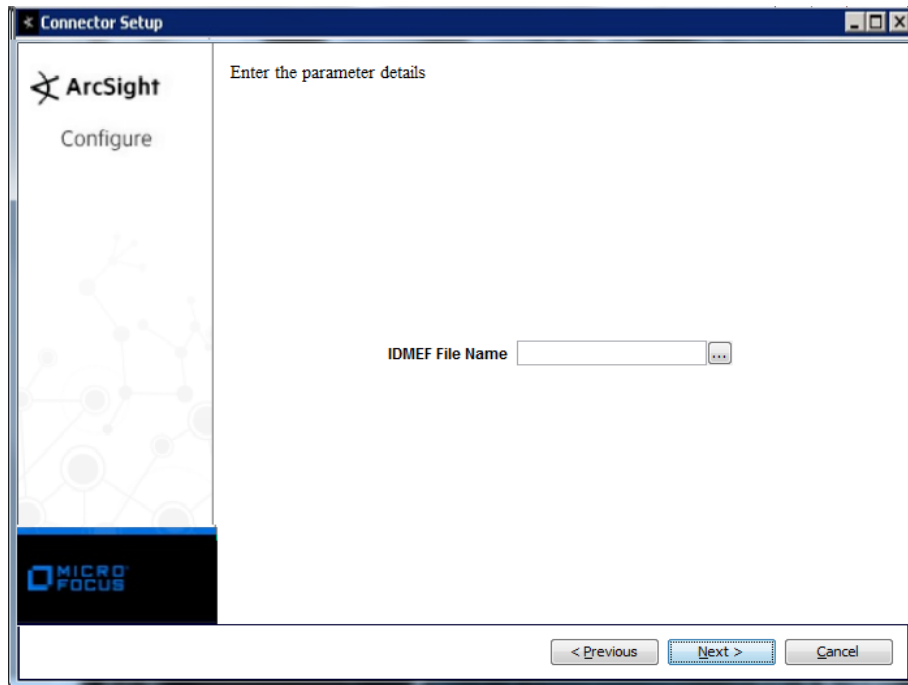 Connector Setup
ArcSight
Configure
Enter the parameter details
IDMEF File Name
...
MICRO
FOCUS
< Previous
Next >
Cancel